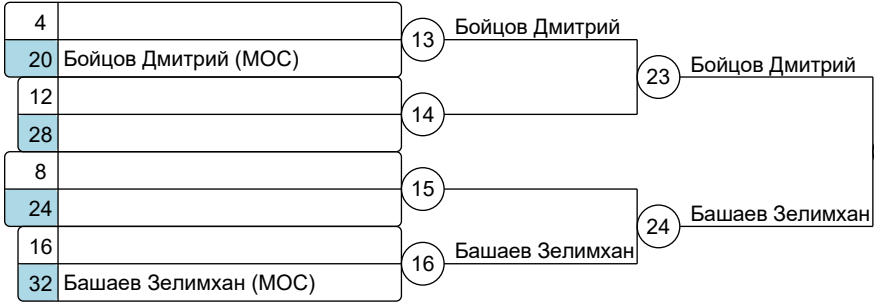 4
20 Бойцов Дмитрий (МОС)
13 Бойцов Дмитрий
23 Бойцов Дмитрий
12
28
14
8
24
15
24 Башаев Зелимхан
16
32 Башаев Зелимхан (МОС)
16 Башаев Зелимхан